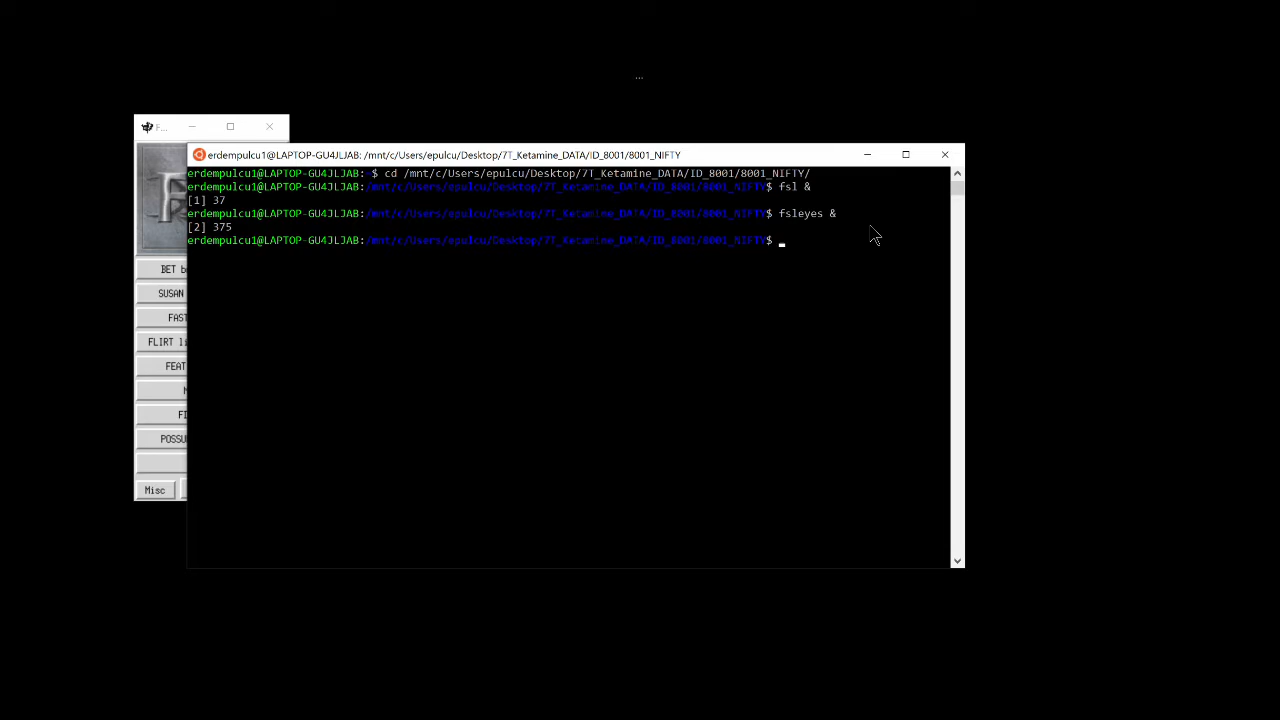 ...
F...
erdempulcu1@LAPTOP-GU4JLJAB: /mnt/c/Users/epulcu/Desktop/7T_Ketamine_DATA/ID_8001/8001_NIFTY
erdempulcu1@LAPTOP-GU4JLJAB:~$ cd /mnt/c/Users/epulcu/Desktop/7T_Ketamine_DATA/ID_8001/8001_NIFTY/
erdempulcu1@LAPTOP-GU4JLJAB:/mnt/c/Users/epulcu/Desktop/7T_Ketamine_DATA/ID_8001/8001_NIFTY$ fsl &
[1] 37
erdempulcu1@LAPTOP-GU4JLJAB:/mnt/c/Users/epulcu/Desktop/7T_Ketamine_DATA/ID_8001/8001_NIFTY$ fsleyes &
[2] 375
erdempulcu1@LAPTOP-GU4JLJAB:/mnt/c/Users/epulcu/Desktop/7T_Ketamine_DATA/ID_8001/8001_NIFTY$
BET b
SUSAN
FAST
FLIRT li
FEAT
M
FI
POSSU
Misc